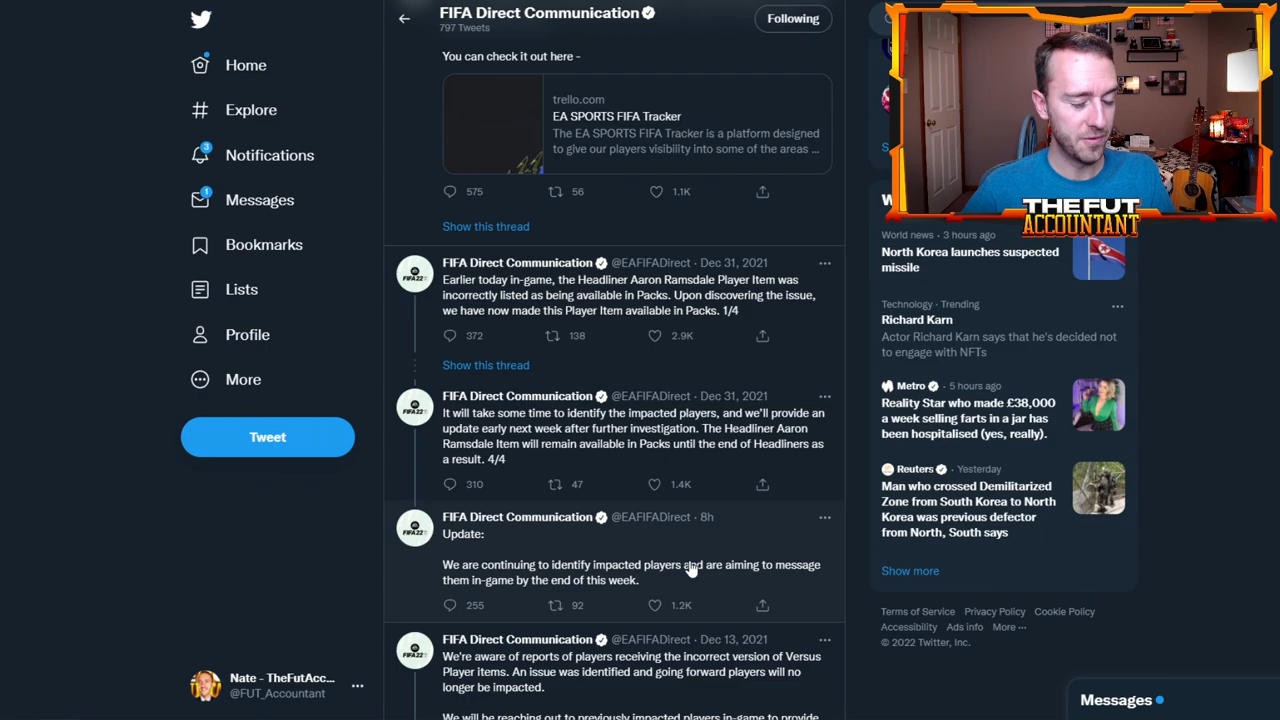 FIFA Direct Communication
797 Tweets
Following
Home
Explore
3
Notifications
1
Messages
Bookmarks
Lists
Profile
More
Tweet
Nate - TheFutAcc...
@FUT_Accountant
You can check it out here -
trello.com
EA SPORTS FIFA Tracker
The EA SPORTS FIFA Tracker is a platform designed
to give our players visibility into some of the areas ...
575 56 1.1K
Show this thread
FIFA Direct Communication @EAFIFADirect · Dec 31, 2021
Earlier today in-game, the Headliner Aaron Ramsdale Player Item was
incorrectly listed as being available in Packs. Upon discovering the issue,
we have now made this Player Item available in Packs. 1/4
372 138 2.9K
Show this thread
FIFA Direct Communication @EAFIFADirect · Dec 31, 2021
It will take some time to identify the impacted players, and we'll provide an
update early next week after further investigation. The Headliner Aaron
Ramsdale Item will remain available in Packs until the end of Headliners as
a result. 4/4
310 47 1.4K
FIFA Direct Communication @EAFIFADirect · 8h
Update:
We are continuing to identify impacted players and are aiming to message
them in-game by the end of this week.
255 92 1.2K
FIFA Direct Communication @EAFIFADirect · Dec 13, 2021
We're aware of reports of players receiving the incorrect version of Versus
Player items. An issue was identified and going forward players will no
longer be impacted.
We will be reaching out to previously impacted players in-game to provide
THE FUT
ACCOUNTANT
World news · 3 hours ago
North Korea launches suspected
missile
Technology · Trending
Richard Karn
Actor Richard Karn says that he's decided not
to engage with NFTs
Metro · 5 hours ago
Reality Star who made £38,000
a week selling farts in a jar has
been hospitalised (yes, really).
Reuters · Yesterday
Man who crossed Demilitarized
Zone from South Korea to North
Korea was previous defector
from North, South says
Show more
Terms of Service Privacy Policy Cookie Policy
Accessibility Ads info More ···
© 2022 Twitter, Inc.
Messages